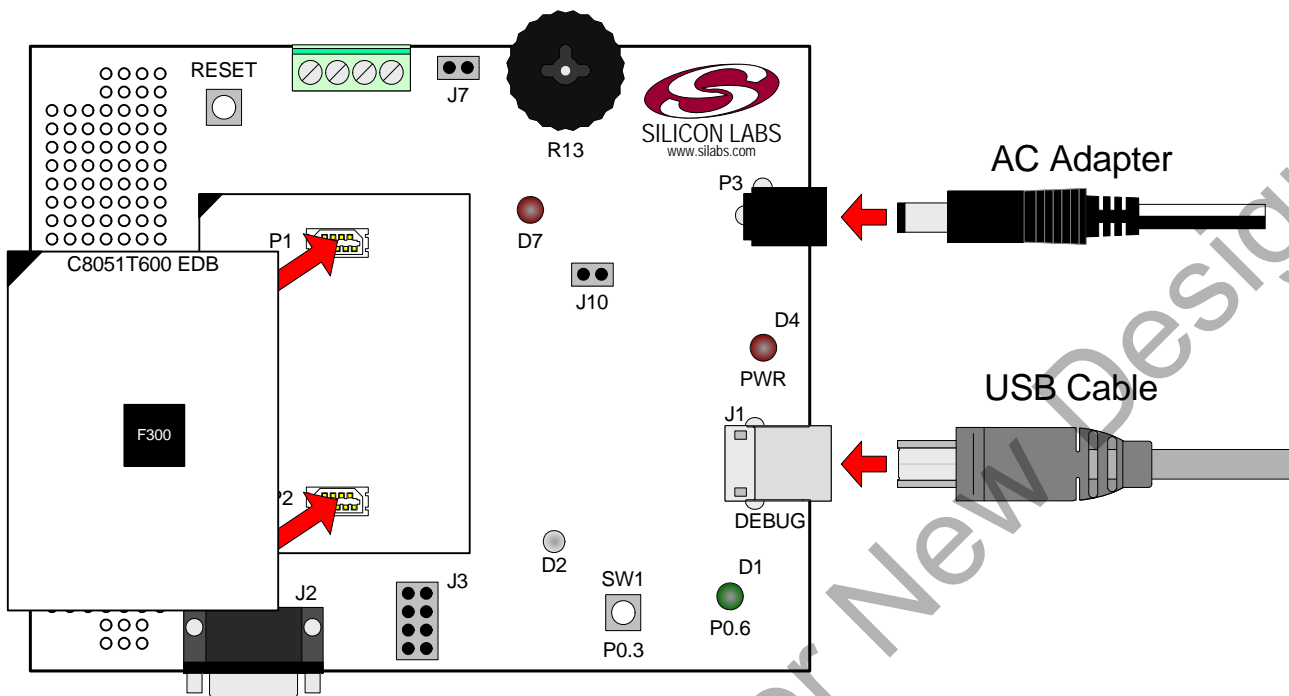 RESET
J7
R13
SILICON LABS
www.silabs.com
AC Adapter
P3
D7
P1
C8051T600 EDB
J10
D4
PWR
USB Cable
J1
F300
P2
DEBUG
D2
J3
J2
SW1
P0.3
D1
P0.6
New